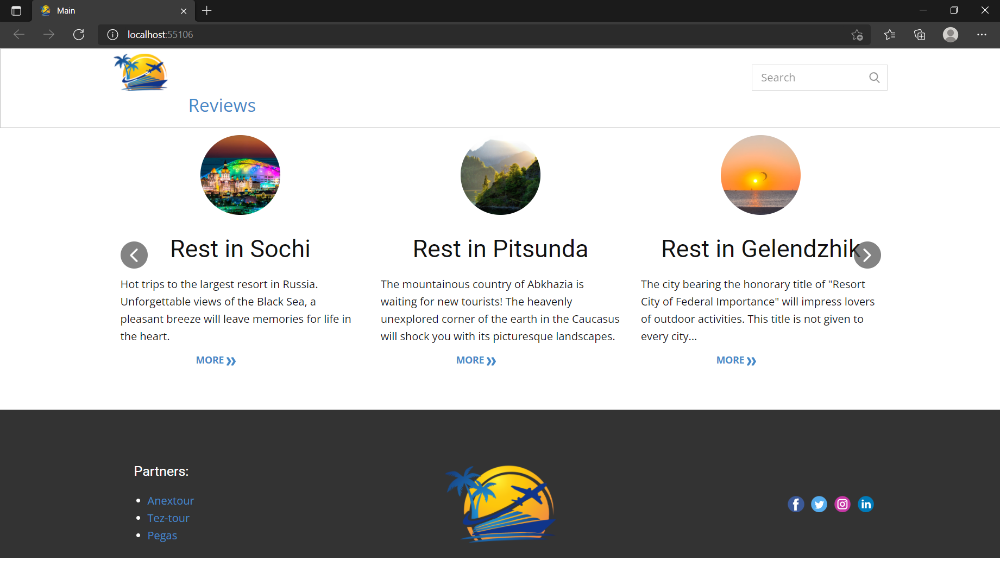 Main
localhost:55106
Search
Reviews
Rest in Sochi
Hot trips to the largest resort in Russia.
Unforgettable views of the Black Sea, a
pleasant breeze will leave memories for life in
the heart.
MORE
Rest in Pitsunda
The mountainous country of Abkhazia is
waiting for new tourists! The heavenly
unexplored corner of the earth in the Caucasus
will shock you with its picturesque landscapes.
MORE
Rest in Gelendzhik
The city bearing the honorary title of "Resort
City of Federal Importance" will impress lovers
of outdoor activities. This title is not given to
every city...
MORE
Partners:
Anextour
Tez-tour
Pegas